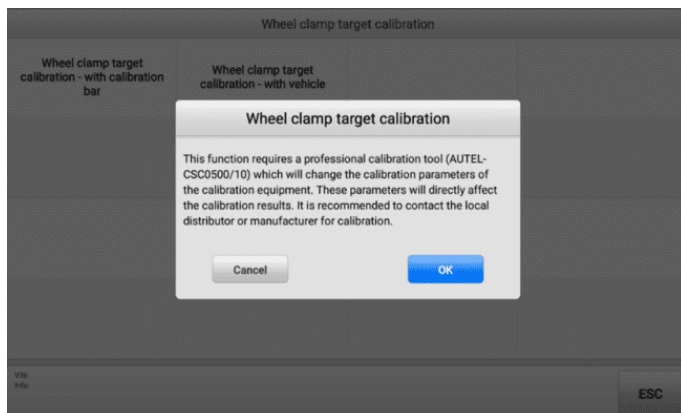 Wheel clamp target calibration
Wheel clamp target
calibration - with calibration
bar
Wheel clamp target
calibration - with vehicle
Wheel clamp target calibration
This function requires a professional calibration tool (AUTEL-
CSC0500/10) which will change the calibration parameters of
the calibration equipment. These parameters will directly affect
the calibration results. It is recommended to contact the local
distributor or manufacturer for calibration.
Cancel
OK
VIN:
Info:
ESC